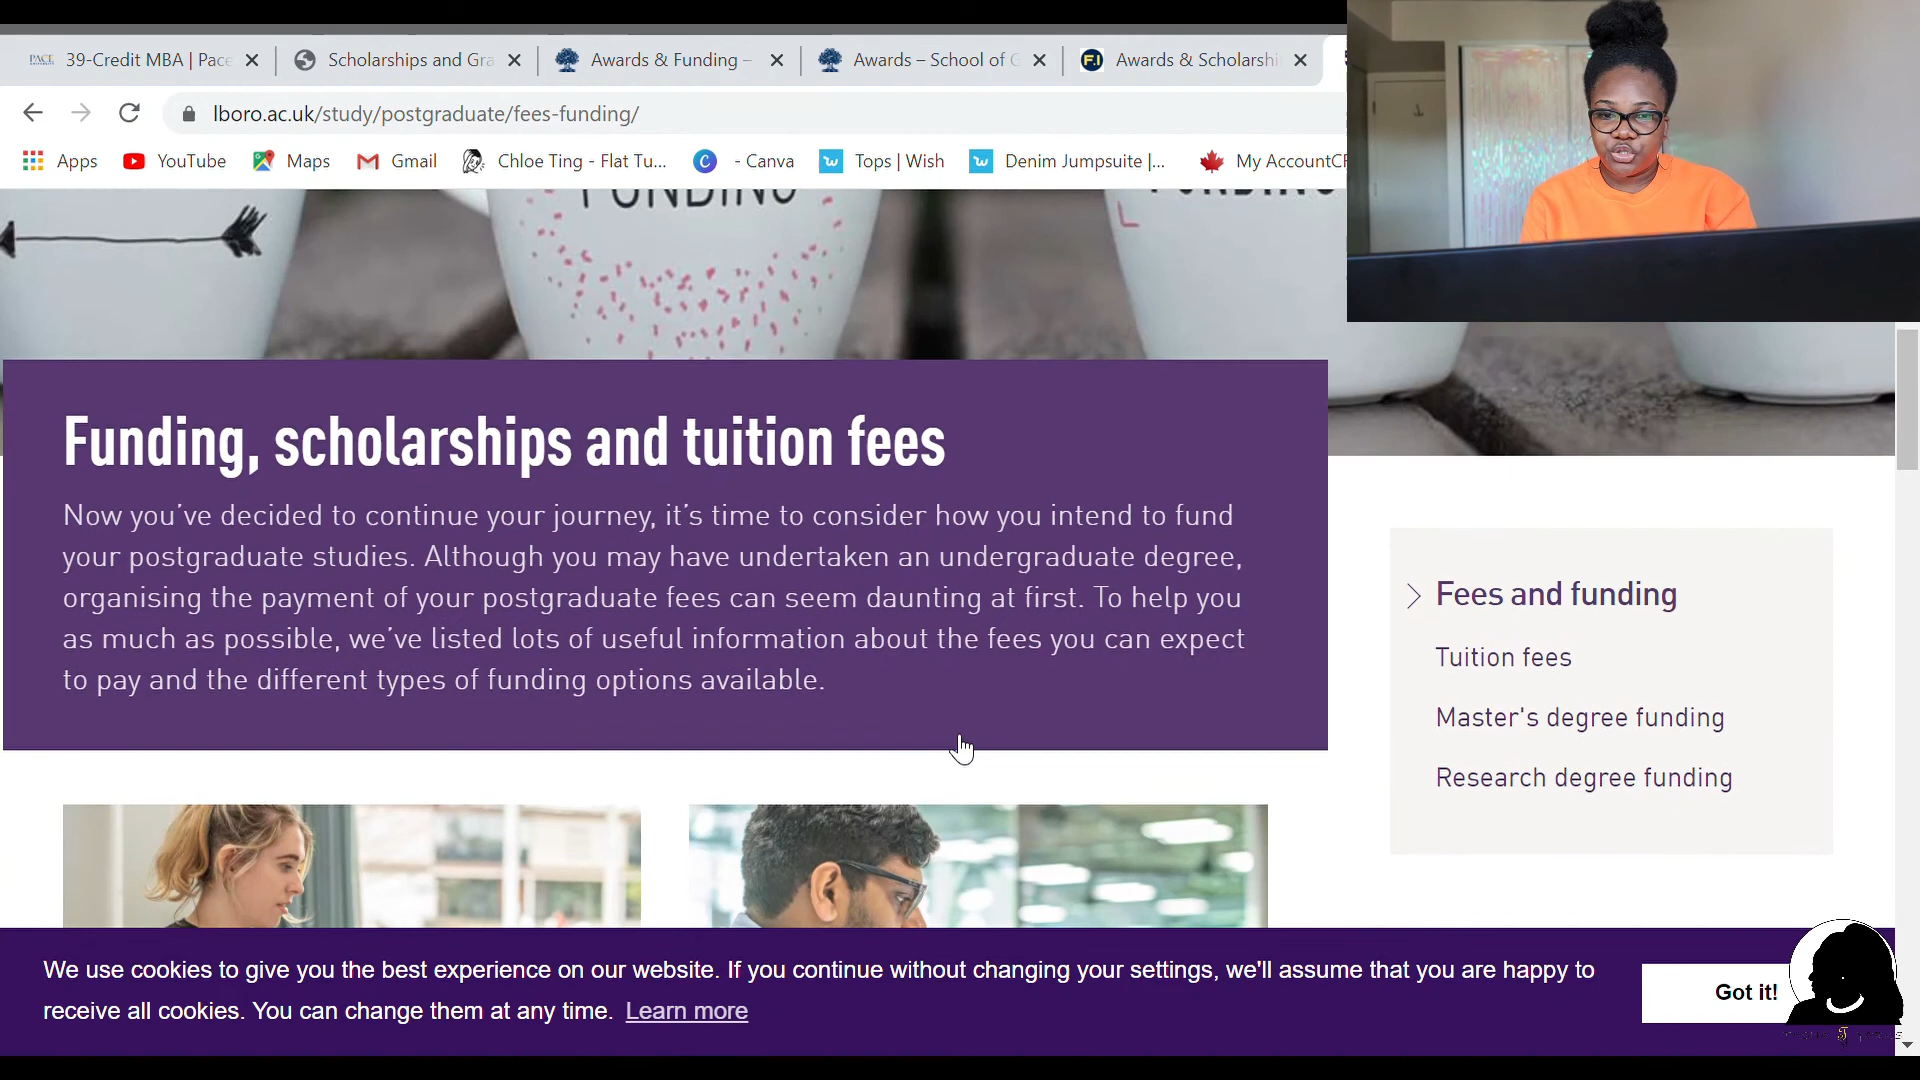 PACE
39-Credit MBA | Pace
Scholarships and Gra
Awards & Funding –
Awards – School of G
F.I
Awards & Scholarshi
lboro.ac.uk/study/postgraduate/fees-funding/
Apps
YouTube
Maps
Gmail
Chloe Ting - Flat Tu...
C
- Canva
Tops | Wish
Denim Jumpsuite |...
My AccountCF
FUNDING
FUNDING
Funding, scholarships and tuition fees
Now you’ve decided to continue your journey, it’s time to consider how you intend to fund
your postgraduate studies. Although you may have undertaken an undergraduate degree,
organising the payment of your postgraduate fees can seem daunting at first. To help you
as much as possible, we’ve listed lots of useful information about the fees you can expect
to pay and the different types of funding options available.
Fees and funding
Tuition fees
Master's degree funding
Research degree funding
We use cookies to give you the best experience on our website. If you continue without changing your settings, we'll assume that you are happy to
receive all cookies. You can change them at any time. Learn more
Got it!